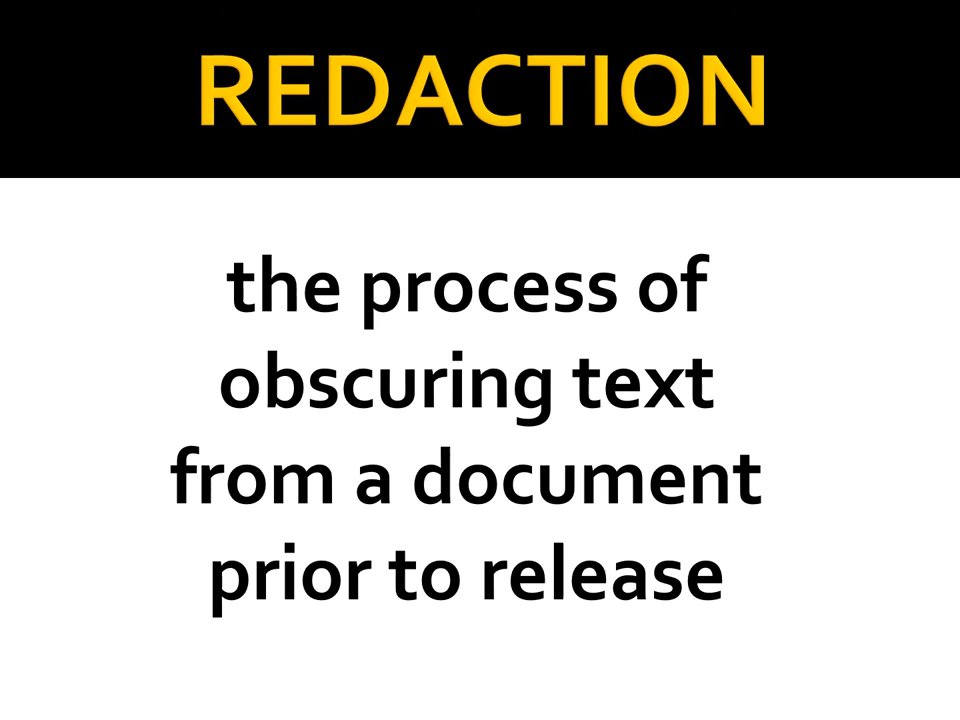 REDACTION
the process of
obscuring text
from a document
prior to release